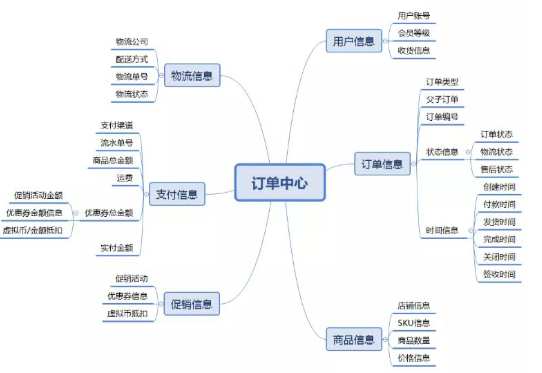 订单中心
用户信息
用户账号
会员等级
收货信息
订单信息
订单类型
父子订单
订单编号
状态信息
订单状态
物流状态
售后状态
时间信息
创建时间
付款时间
发货时间
完成时间
关闭时间
签收时间
商品信息
店铺信息
SKU信息
商品数量
价格信息
物流信息
物流公司
配送方式
物流单号
物流状态
支付信息
支付渠道
流水单号
商品总金额
运费
优惠券总金额
促销活动金额
优惠券金额信息
虚拟币/金额抵扣
实付金额
促销信息
促销活动
优惠券信息
虚拟币抵扣